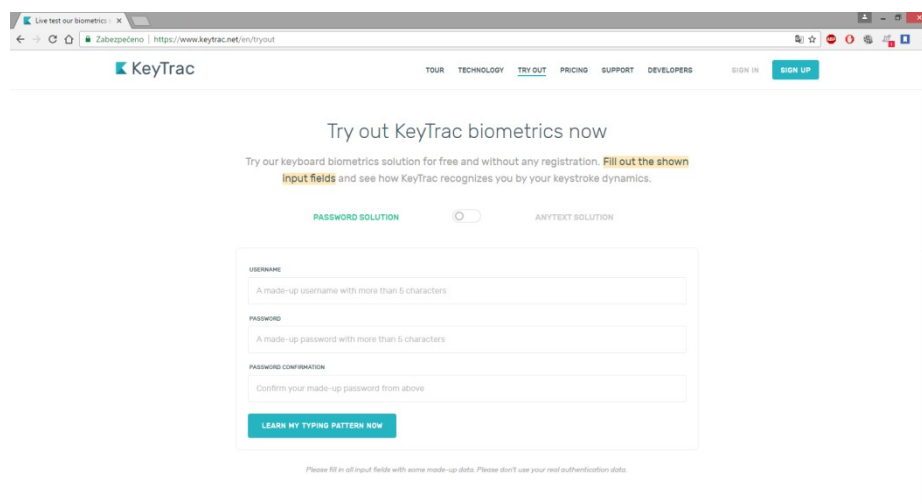 Live test our biometrics s
Zabezpečeno | https://www.keytrac.net/en/tryout
KeyTrac
TOUR TECHNOLOGY TRY OUT PRICING SUPPORT DEVELOPERS SIGN IN SIGN UP
Try out KeyTrac biometrics now
Try our keyboard biometrics solution for free and without any registration. Fill out the shown
input fields and see how KeyTrac recognizes you by your keystroke dynamics.
PASSWORD SOLUTION ANYTEXT SOLUTION
USERNAME
A made-up username with more than 5 characters
PASSWORD
A made-up password with more than 5 characters
PASSWORD CONFIRMATION
Confirm your made-up password from above
LEARN MY TYPING PATTERN NOW
Please fill in all input fields with some made-up data. Please don't use your real authentication data.